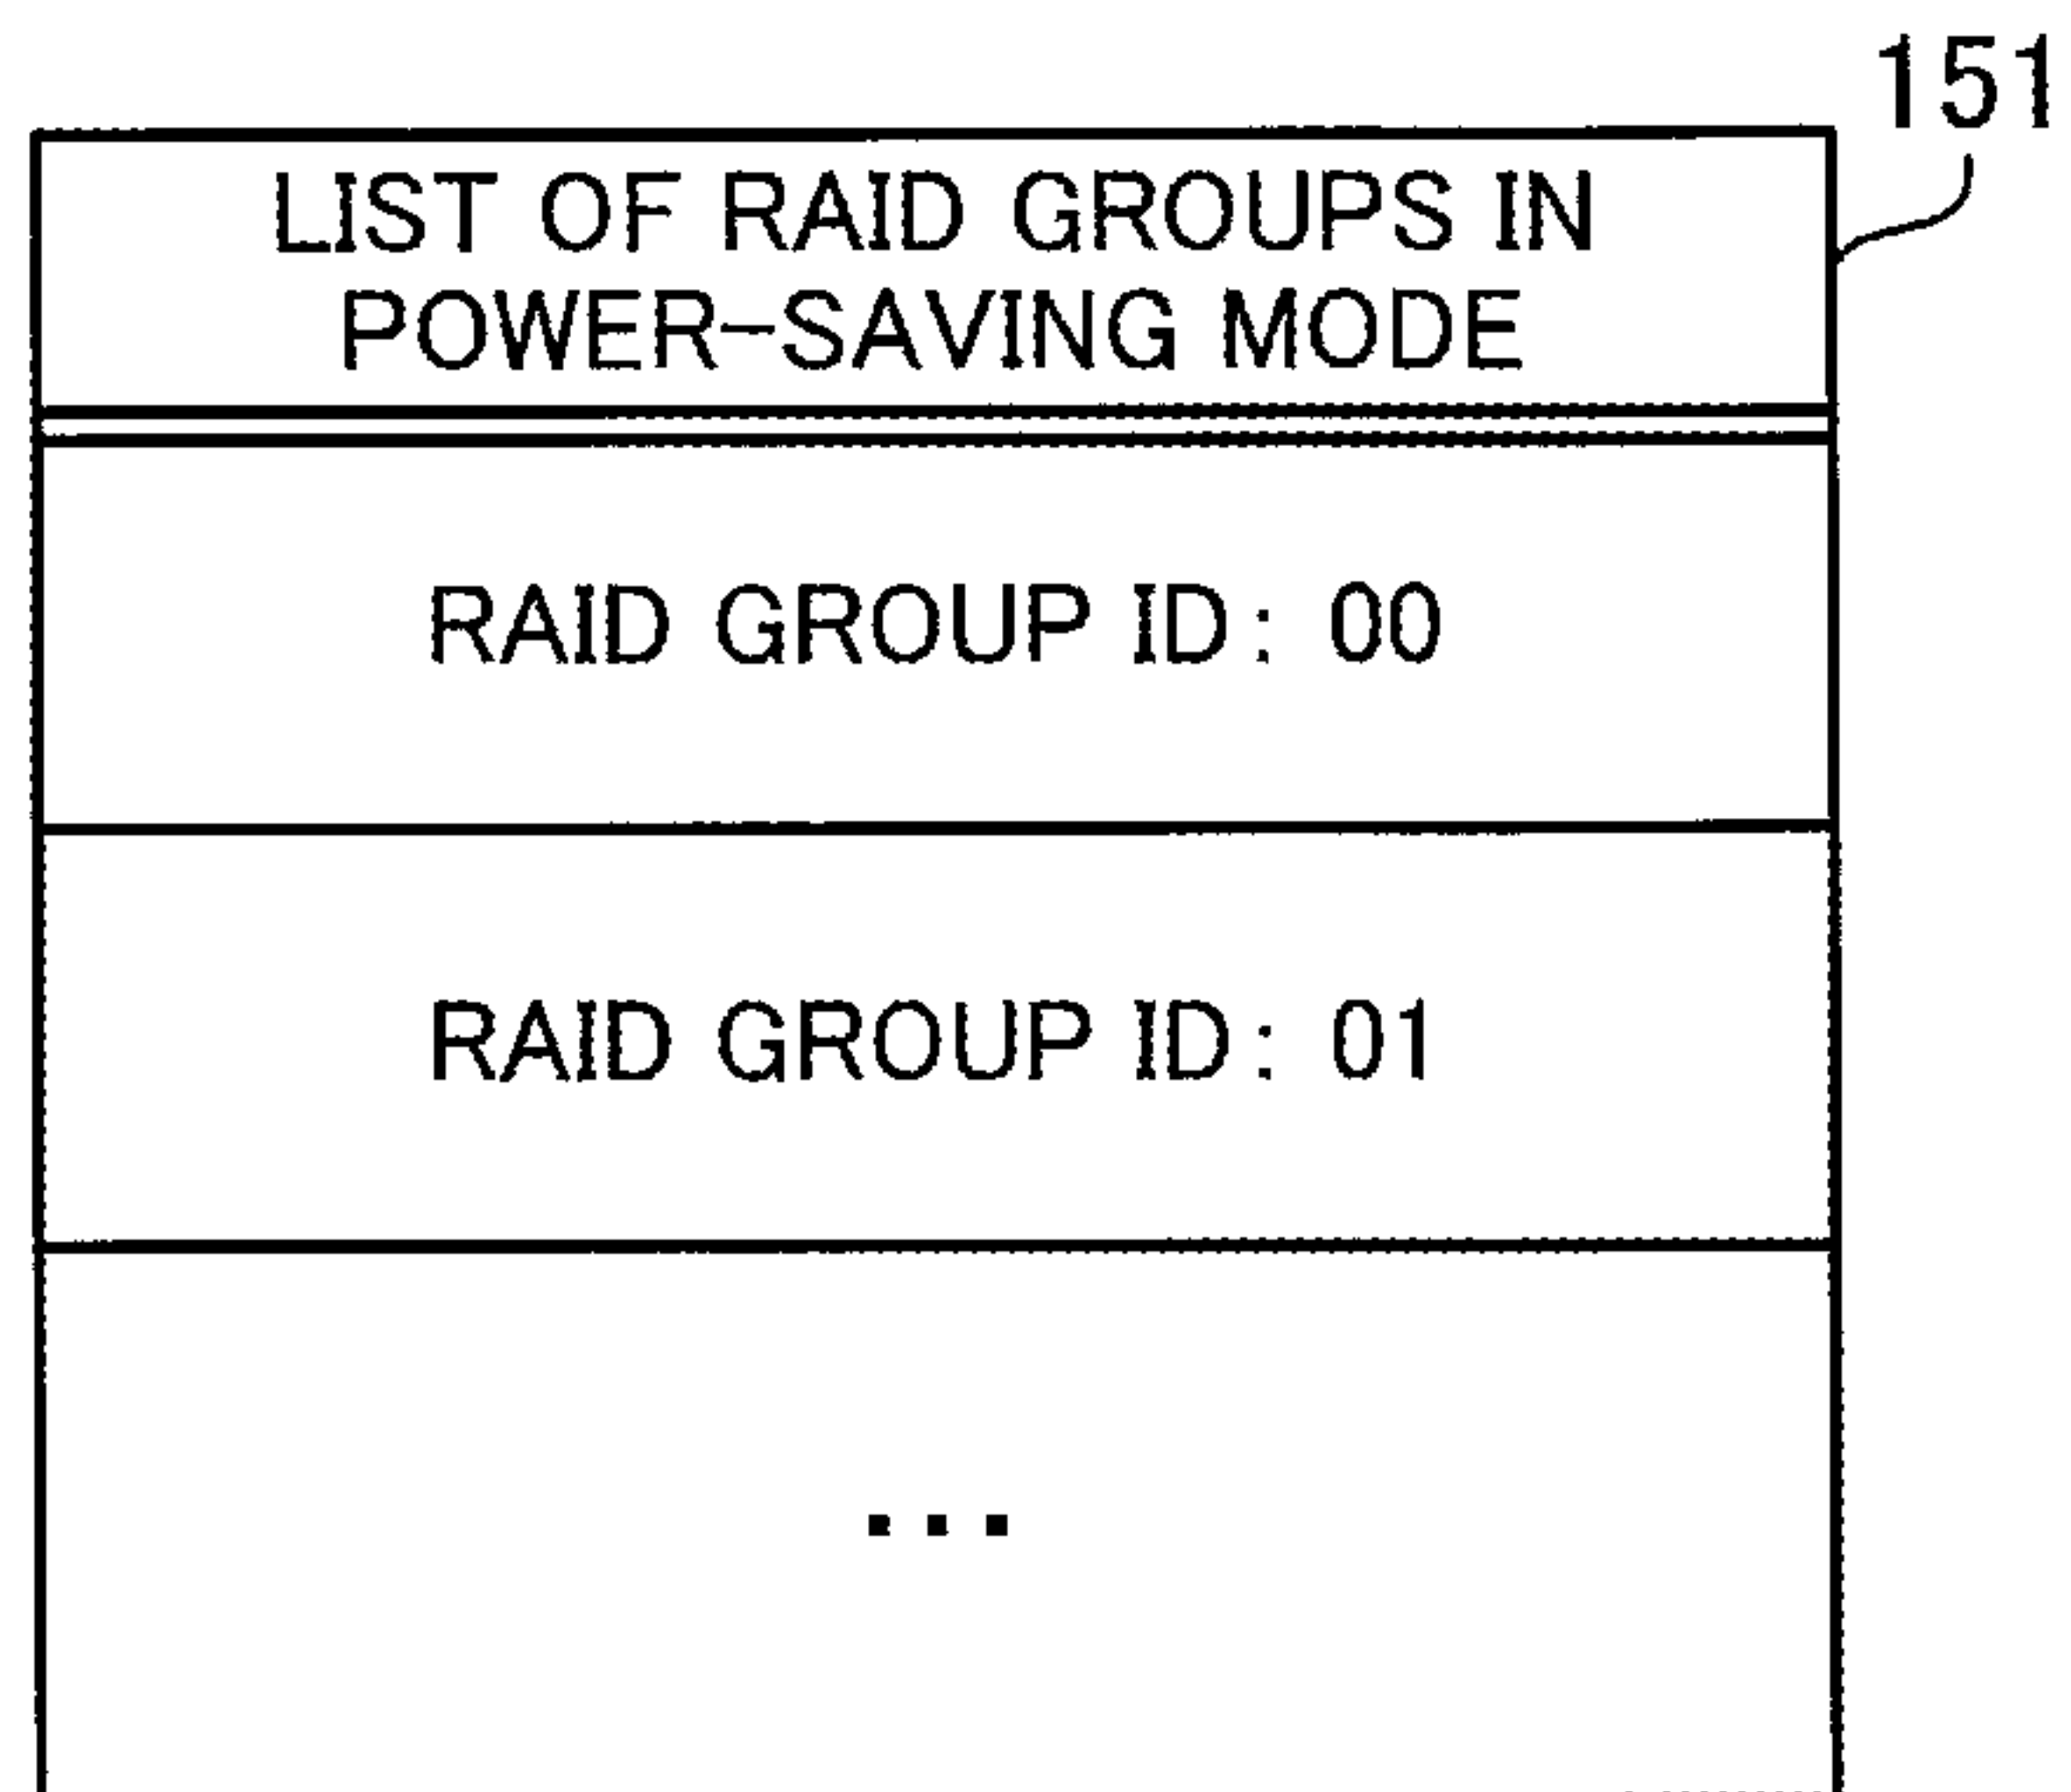 151
LIST OF RAID GROUPS IN
POWER-SAVING MODE
RAID GROUP ID: 00
RAID GROUP ID: 01
...